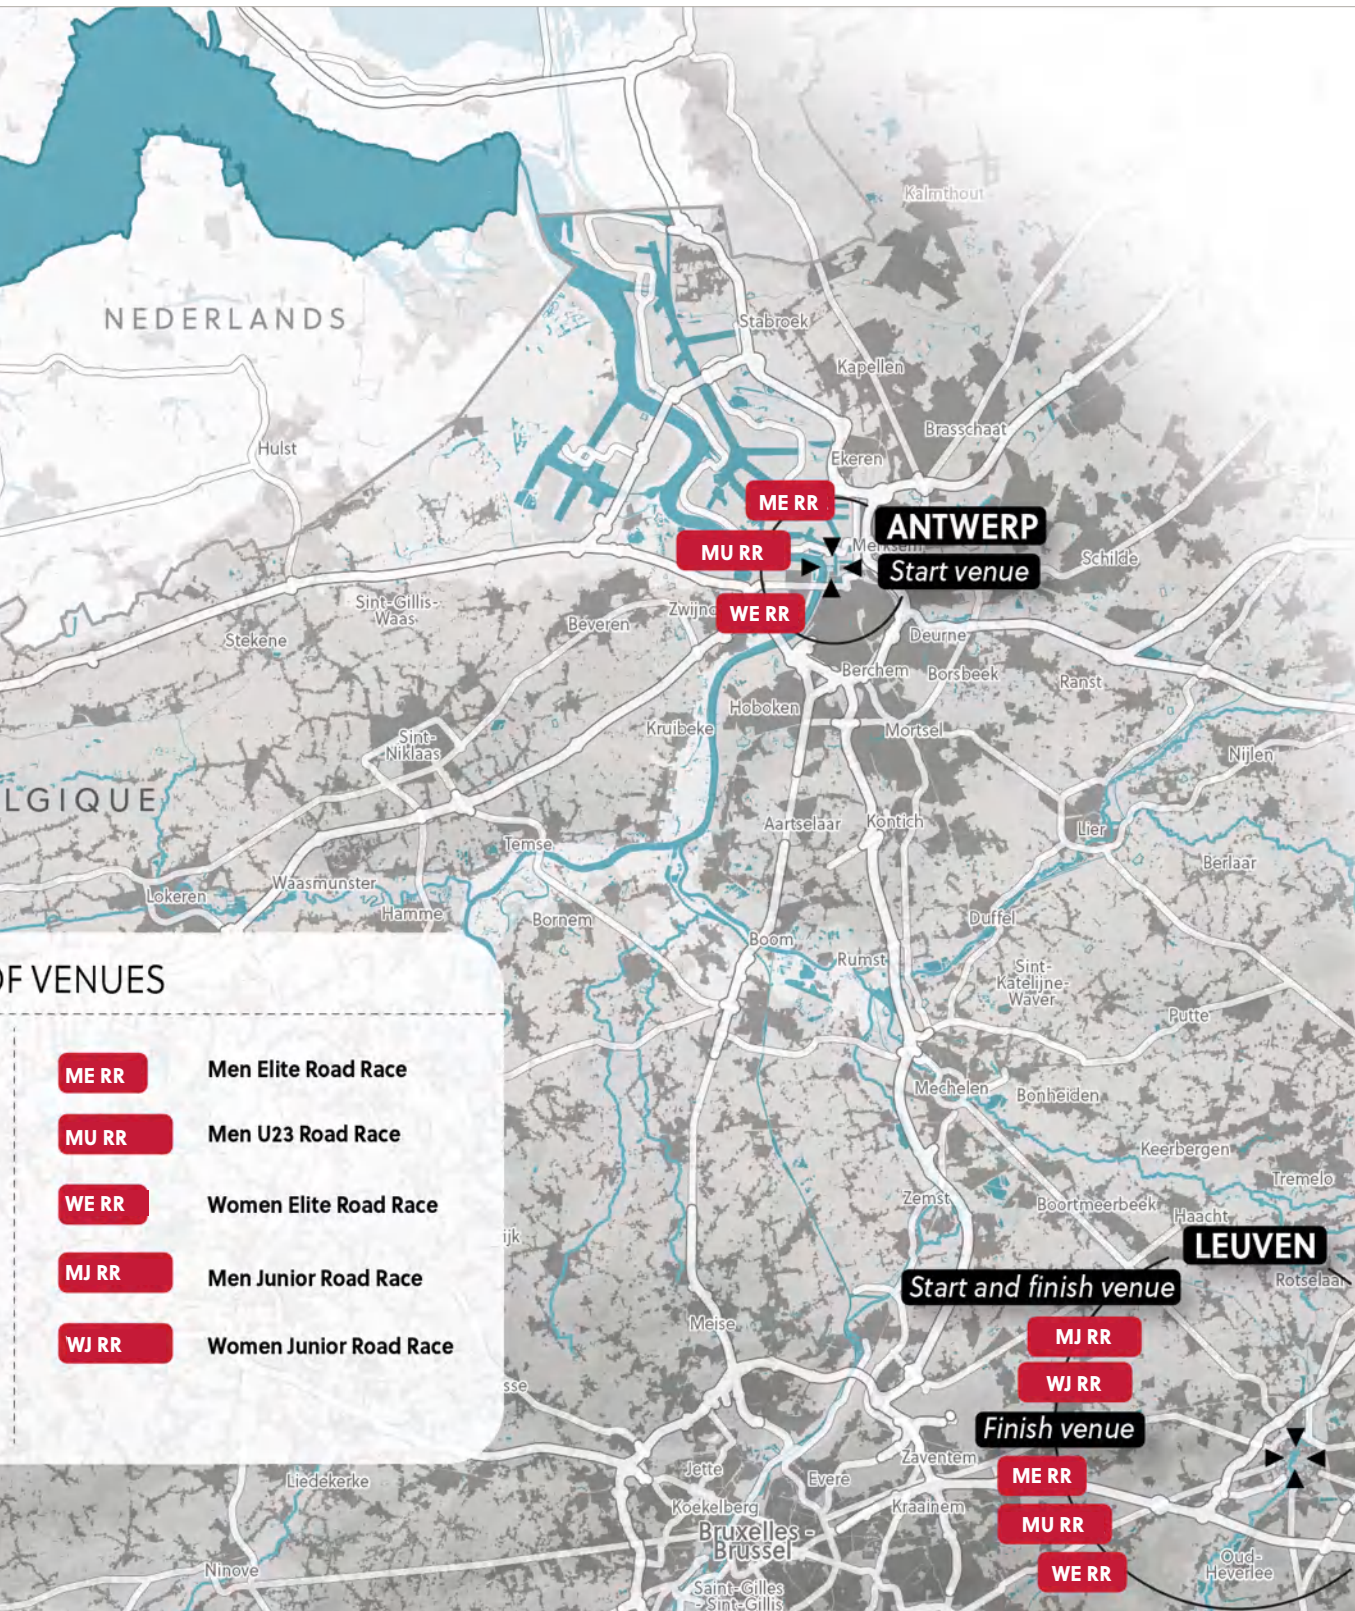 Kalmthout
NEDERLANDS
Stabroek
Kapellen
Brasschaat
Hulst
Ekeren
ME RR
ANTWERP
MU RR
Merksem
Schilde
Start venue
Sint-Gillis-
Waas
Zwijnd
WE RR
Beveren
Stekene
Deurne
Berchem
Borsbeek
Ranst
Hoboken
Kruibeke
Mortsel
Sint-
Niklaas
Nijlen
LGIQUE
Aartselaar
Kontich
Lier
Temse
Berlaar
Waasmunster
Lokeren
Hamme
Bornem
Duffel
Boom
Rumst
Sint-
Katelijne-
Waver
Putte
OF VENUES
ME RR Men Elite Road Race
MU RR Men U23 Road Race
WE RR Women Elite Road Race
MJ RR Men Junior Road Race
WJ RR Women Junior Road Race
Mechelen
Bonheiden
Keerbergen
Tremelo
Zemst
Boortmeerbeek
Haacht
ijk
LEUVEN
Rotselaar
Start and finish venue
Meise
MJ RR
WJ RR
sse
Finish venue
Zaventem
Jette
Evere
ME RR
Liedekerke
Koekelberg
Kraainem
MU RR
Bruxelles -
Brussel
Oud-
Heverlee
WE RR
Ninove
Saint-Gilles
- Sint-Gillis